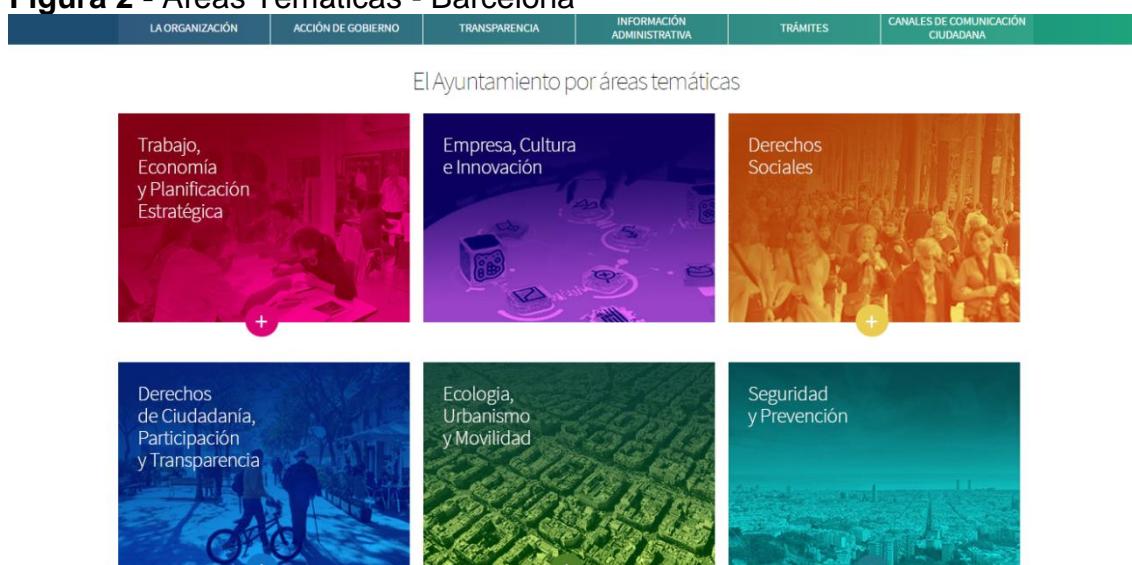 Figura 2 - Áreas Temáticas - Barcelona
LA ORGANIZACIÓN
ACCIÓN DE GOBIERNO
TRANSPARENCIA
INFORMACIÓN
ADMINISTRATIVA
TRÁMITES
CANALES DE COMUNICACIÓN
CIUDADANA
El Ayuntamiento por áreas temáticas
Trabajo,
Economía
y Planificación
Estratégica
Empresa, Cultura
e Innovación
Derechos
Sociales
+
+
Derechos
de Ciudadanía,
Participación
y Transparencia
Ecologia,
Urbanismo
y Movilidad
Seguridad
y Prevención